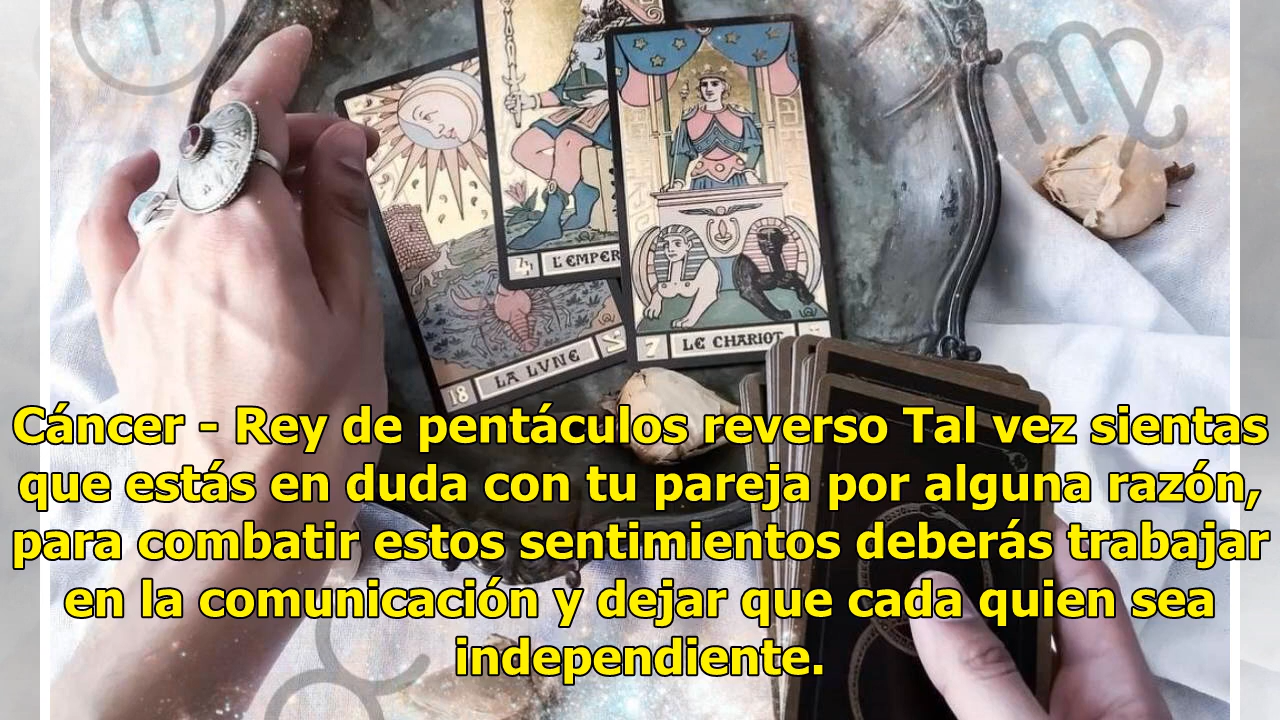 L'EMPER
LE CHARIOT
7
LA LVNE
18
Cáncer - Rey de pentáculos reverso Tal vez sientas
que estás en duda con tu pareja por alguna razón,
para combatir estos sentimientos deberás trabajar
en la comunicación y dejar que cada quien sea
independiente.